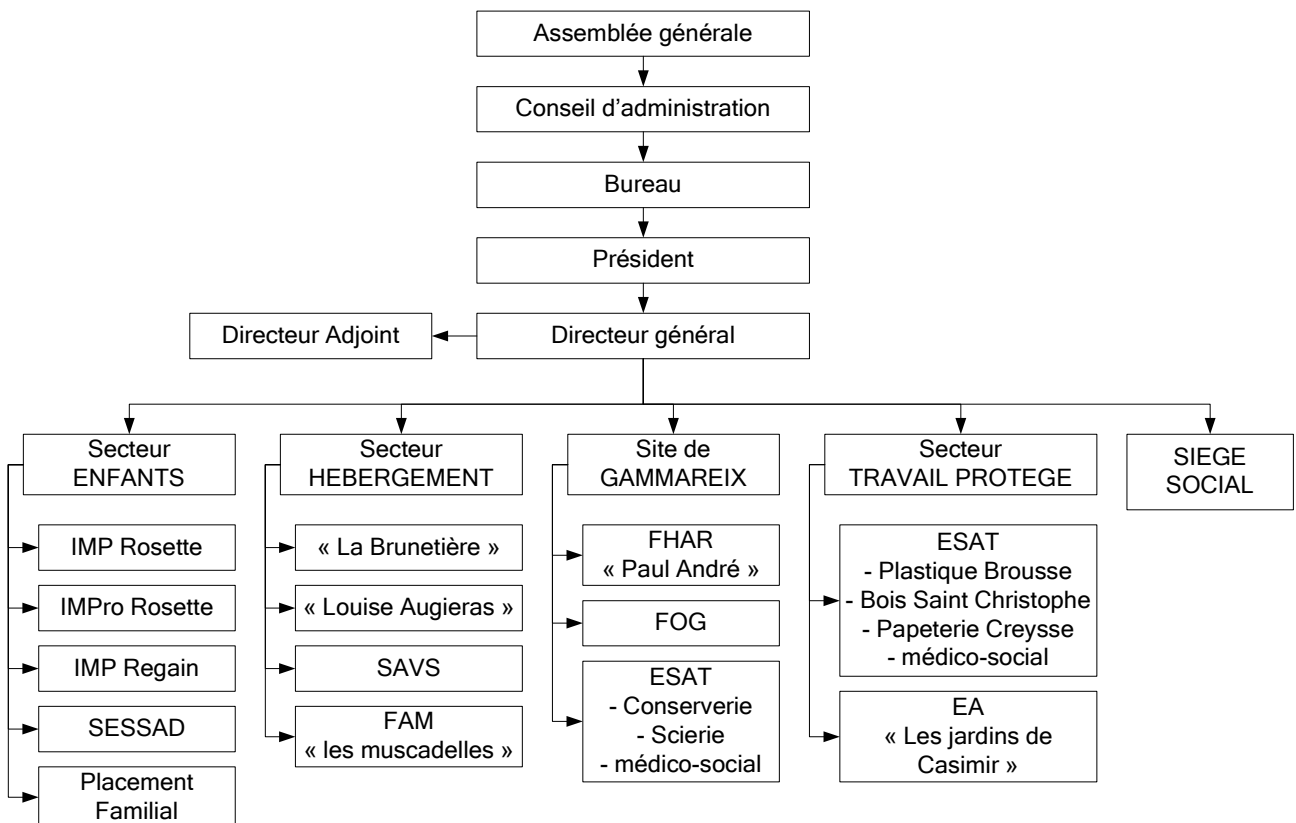 Assemblée générale
Conseil d'administration
Bureau
Président
Directeur Adjoint
Directeur général
Secteur
ENFANTS
IMP Rosette
IMPro Rosette
IMP Regain
SESSAD
Placement
Familial
Secteur
HEBERGEMENT
« La Brunetière »
« Louise Augieras »
SAVS
FAM
« les muscadelles »
Site de
GAMMAREIX
FHAR
« Paul André »
FOG
ESAT
- Conserverie
- Scierie
- médico-social
Secteur
TRAVAIL PROTEGE
ESAT
- Plastique Brousse
- Bois Saint Christophe
- Papeterie Creysse
- médico-social
EA
« Les jardins de
Casimir »
SIEGE
SOCIAL